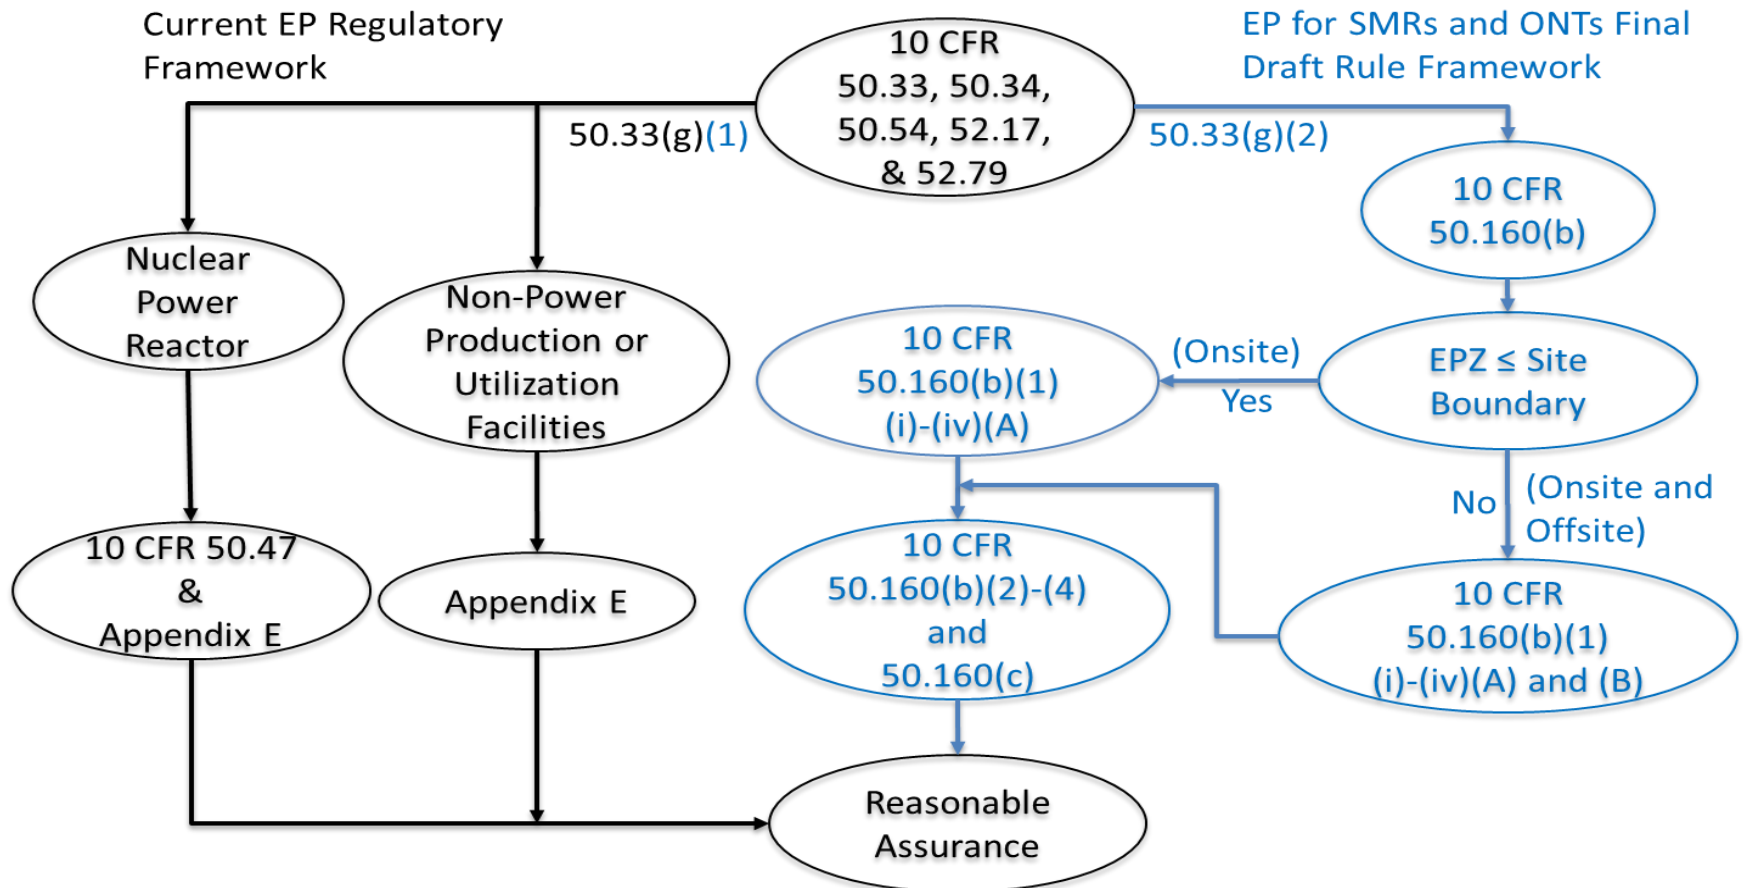 Current EP Regulatory
Framework
EP for SMRs and ONTs Final
Draft Rule Framework
10 CFR
50.33, 50.34,
50.54, 52.17,
& 52.79
50.33(g)(1)
50.33(g)(2)
10 CFR
50.160(b)
Nuclear
Power
Reactor
Non-Power
Production or
Utilization
Facilities
10 CFR
50.160(b)(1)
(i)-(iv)(A)
(Onsite)
Yes
EPZ ≤ Site
Boundary
No
(Onsite and
Offsite)
10 CFR 50.47
&
Appendix E
Appendix E
10 CFR
50.160(b)(2)-(4)
and
50.160(c)
10 CFR
50.160(b)(1)
(i)-(iv)(A) and (B)
Reasonable
Assurance